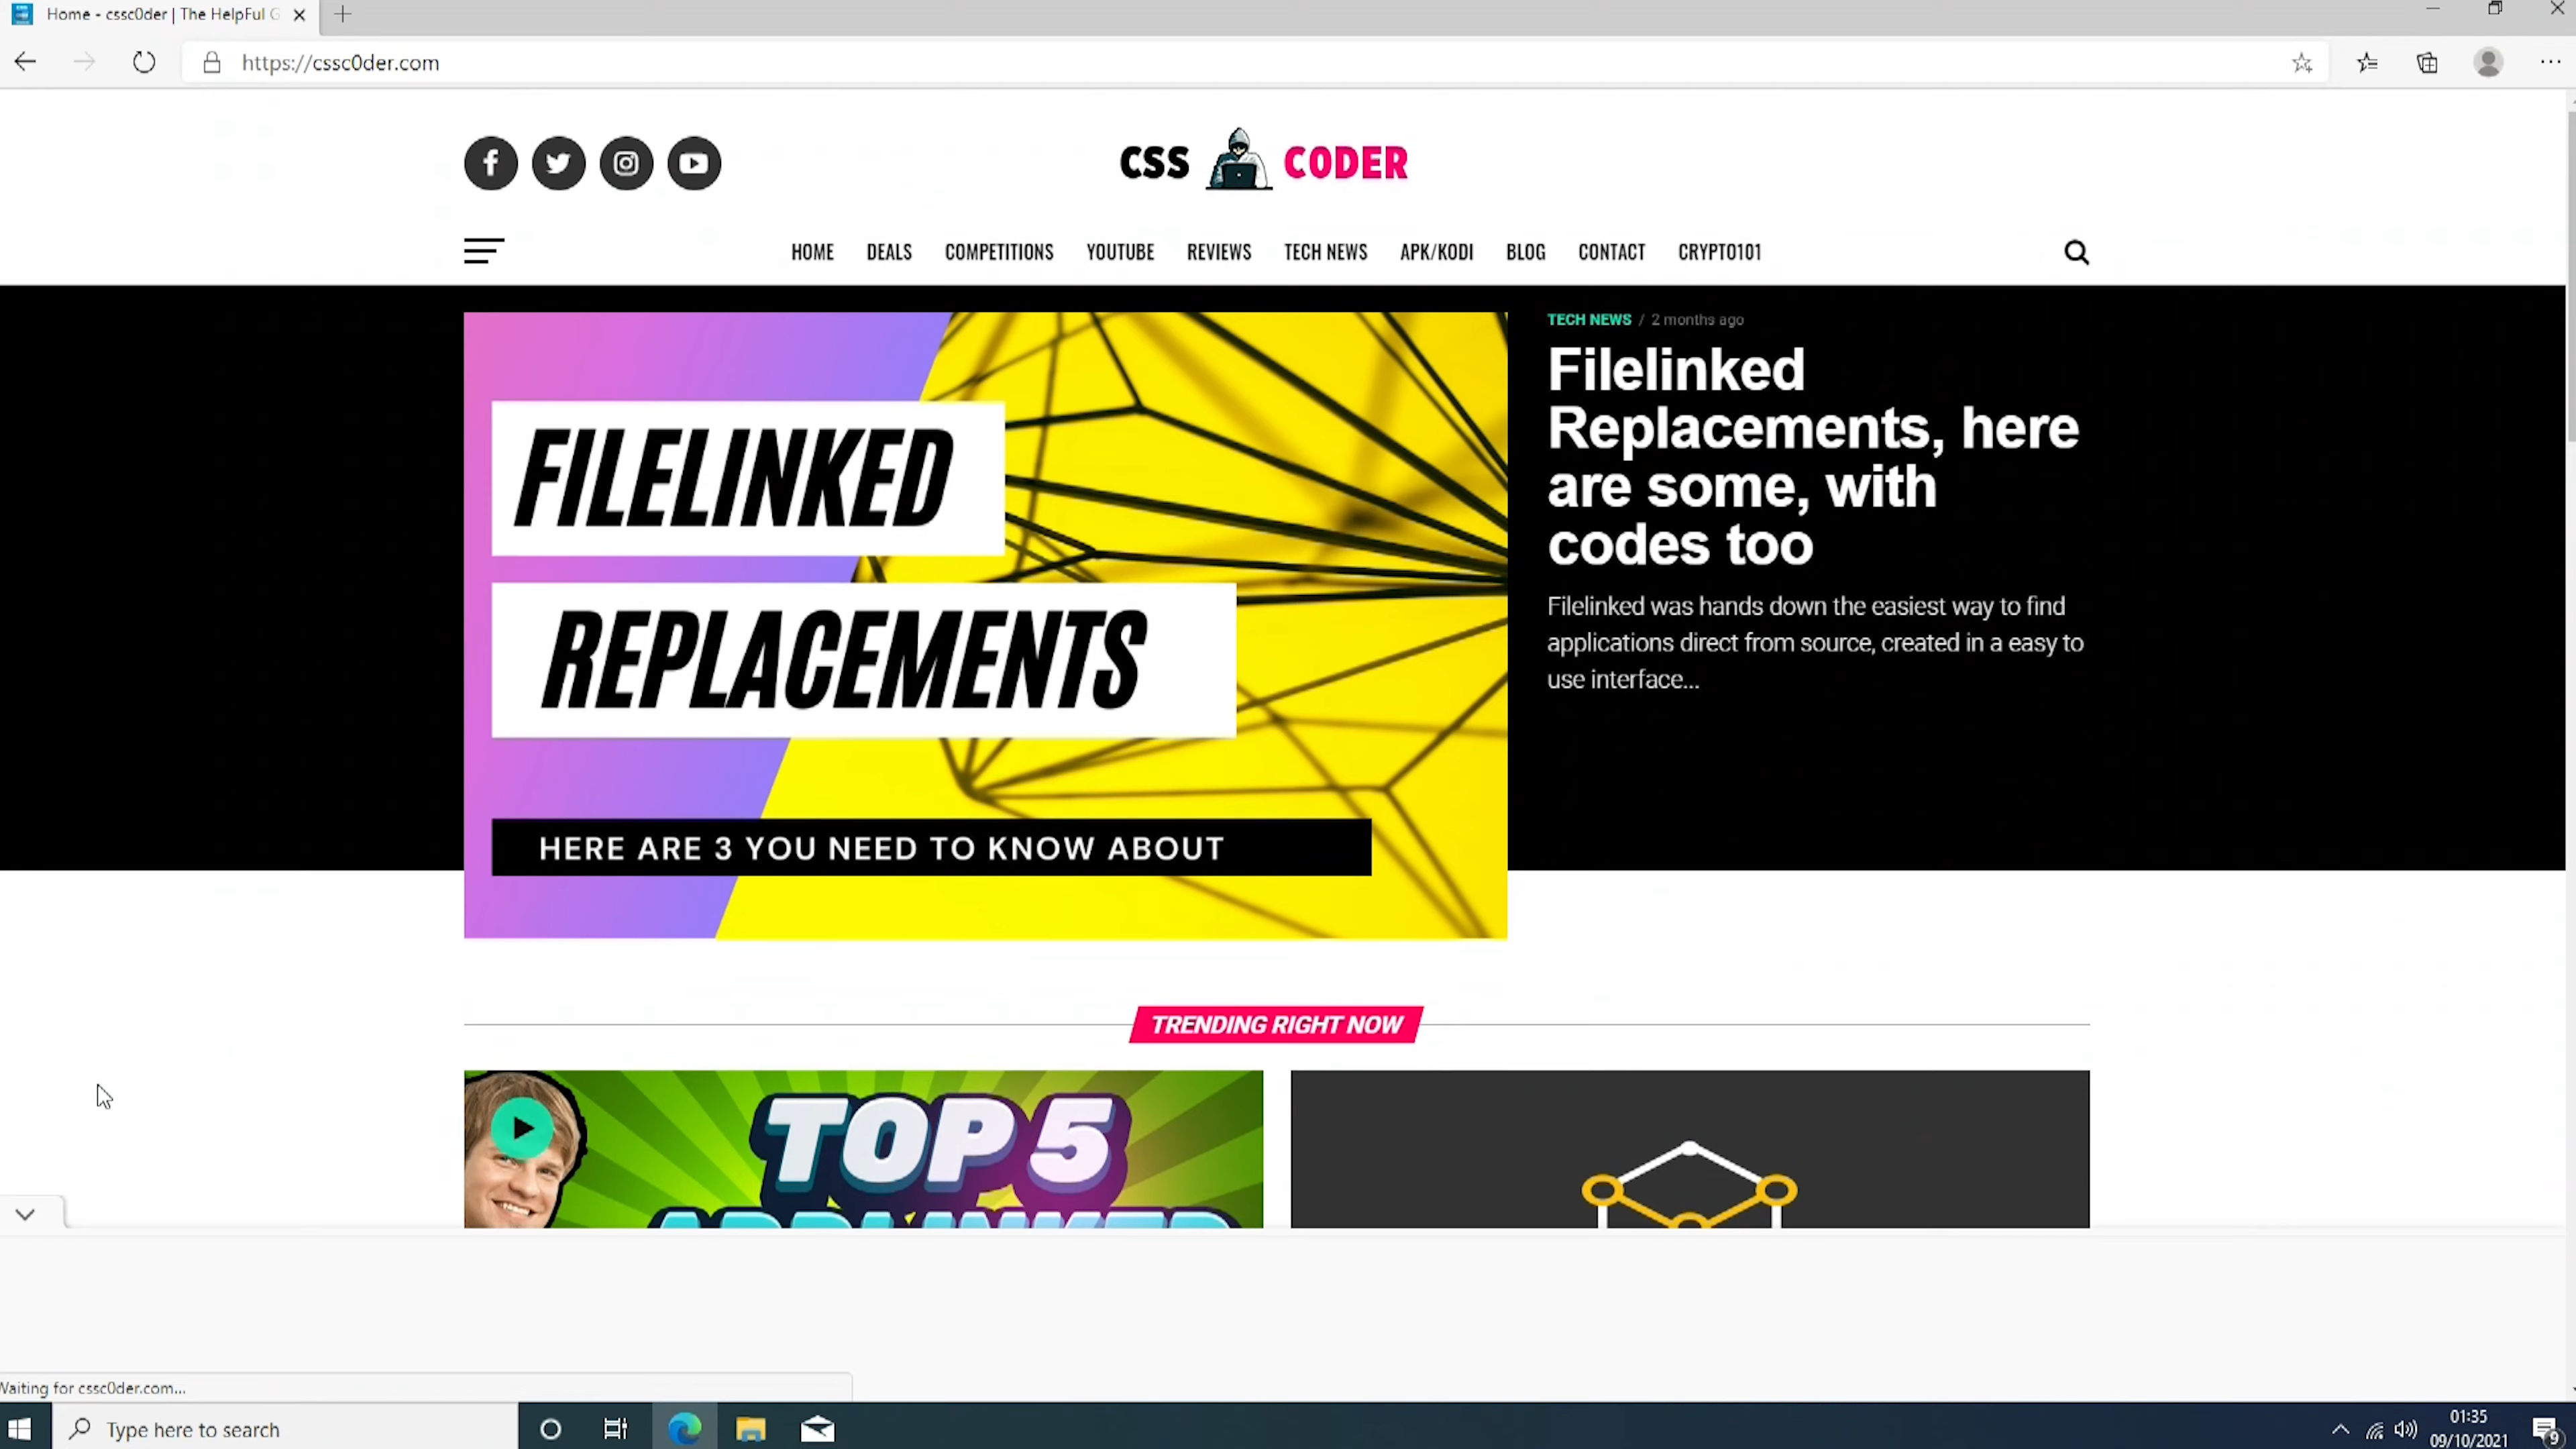 Home - cssc0der | The HelpFul G
https://cssc0der.com
CSS CODER
HOME DEALS COMPETITIONS YOUTUBE REVIEWS TECH NEWS APK/KODI BLOG CONTACT CRYPTO101
FILELINKED
REPLACEMENTS
HERE ARE 3 YOU NEED TO KNOW ABOUT
TECH NEWS / 2 months ago
Filelinked
Replacements, here
are some, with
codes too
Filelinked was hands down the easiest way to find
applications direct from source, created in a easy to
use interface...
TRENDING RIGHT NOW
TOP 5
APPLINKED
Waiting for cssc0der.com...
Type here to search
01:35
09/10/2021
9